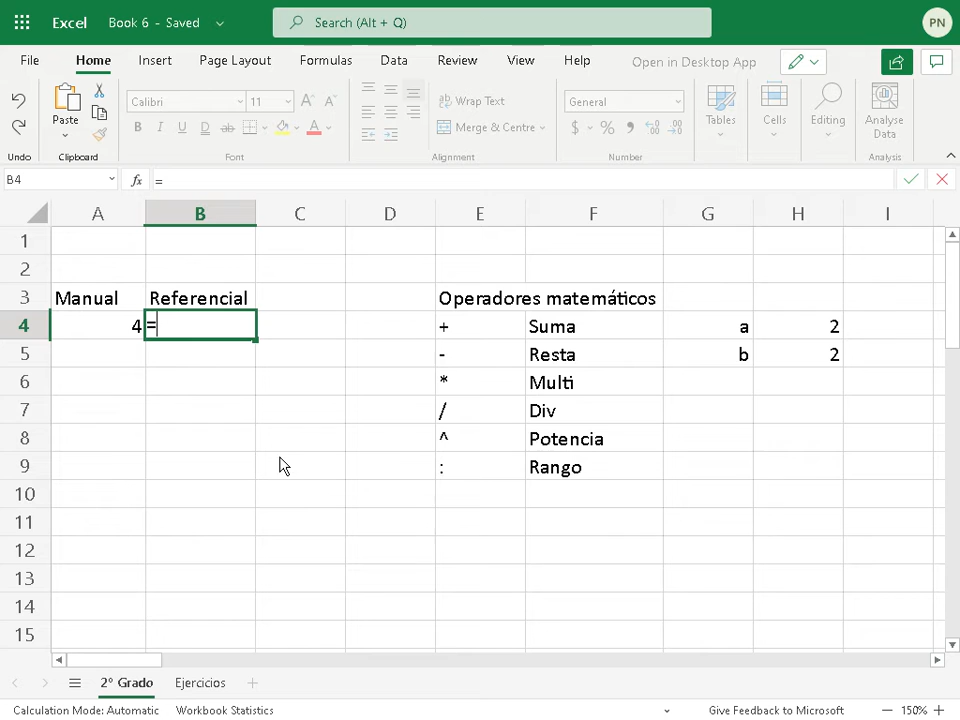 Excel Book 6 - Saved Search (Alt + Q) PN
File Home Insert Page Layout Formulas Data Review View Help Open in Desktop App
Calibri 11 Wrap Text General
Paste B I U ab A Merge & Centre $ % Tables Cells Editing Analyse Data
Undo Clipboard Font Alignment Number Analysis
B4 fx =
A B C D E F G H I
1
2
3 Manual Referencial Operadores matemáticos
4 4 = + Suma a 2
5 - Resta b 2
6 * Multi
7 / Div
8 ^ Potencia
9 : Rango
10
11
12
13
14
15
2° Grado Ejercicios
Calculation Mode: Automatic Workbook Statistics Give Feedback to Microsoft 150%